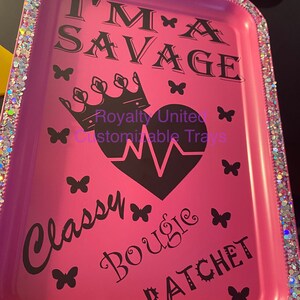 I'M A
SAVAGE
Royalty United
Customizable Trays
Classy
Bougie
RATCHET